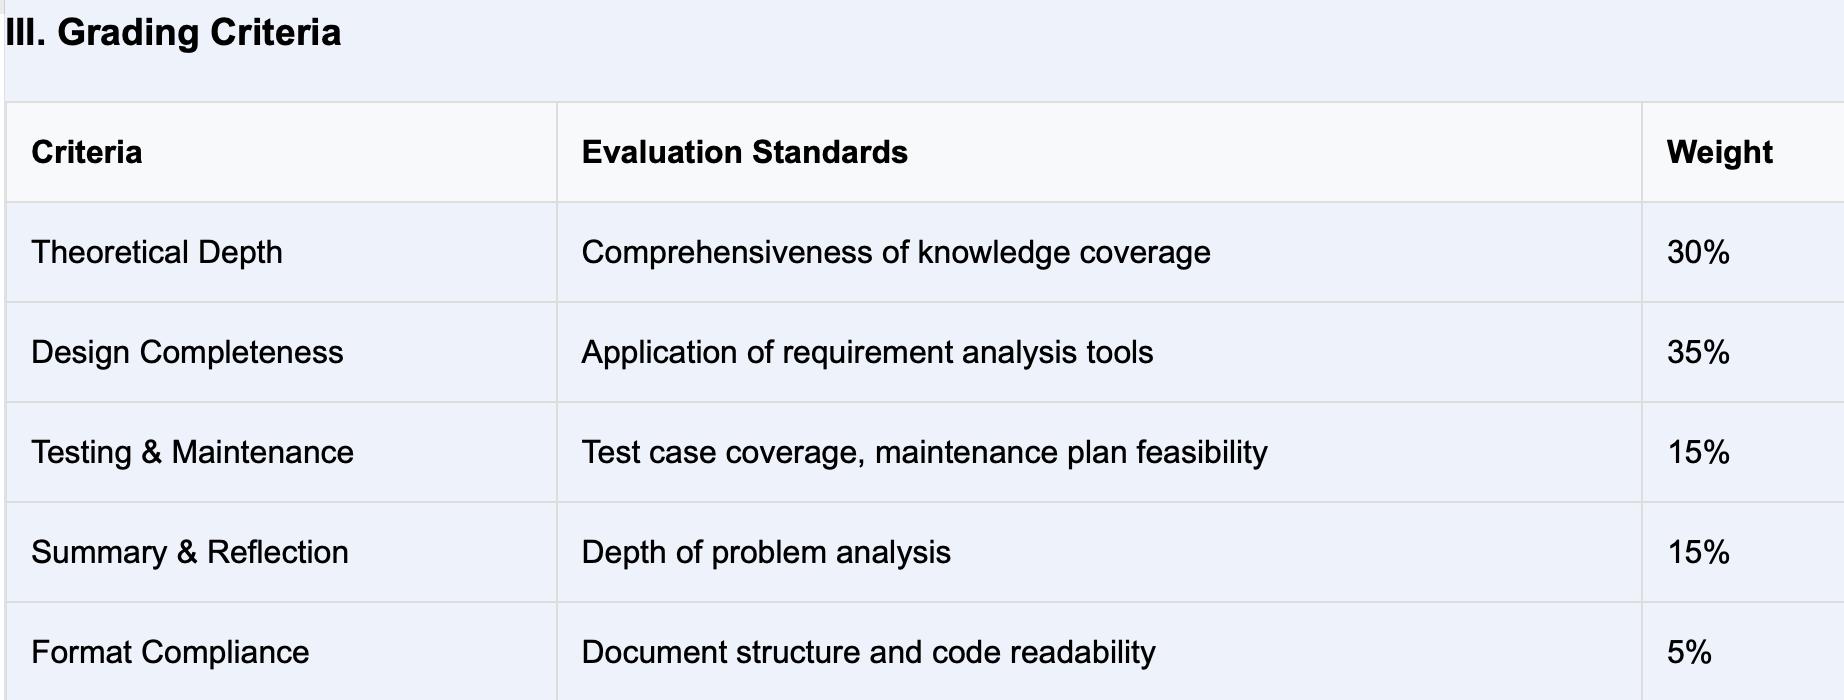 III. Grading Criteria
Criteria Evaluation Standards Weight
Theoretical Depth Comprehensiveness of knowledge coverage 30%
Design Completeness Application of requirement analysis tools 35%
Testing & Maintenance Test case coverage, maintenance plan feasibility 15%
Summary & Reflection Depth of problem analysis 15%
Format Compliance Document structure and code readability 5%